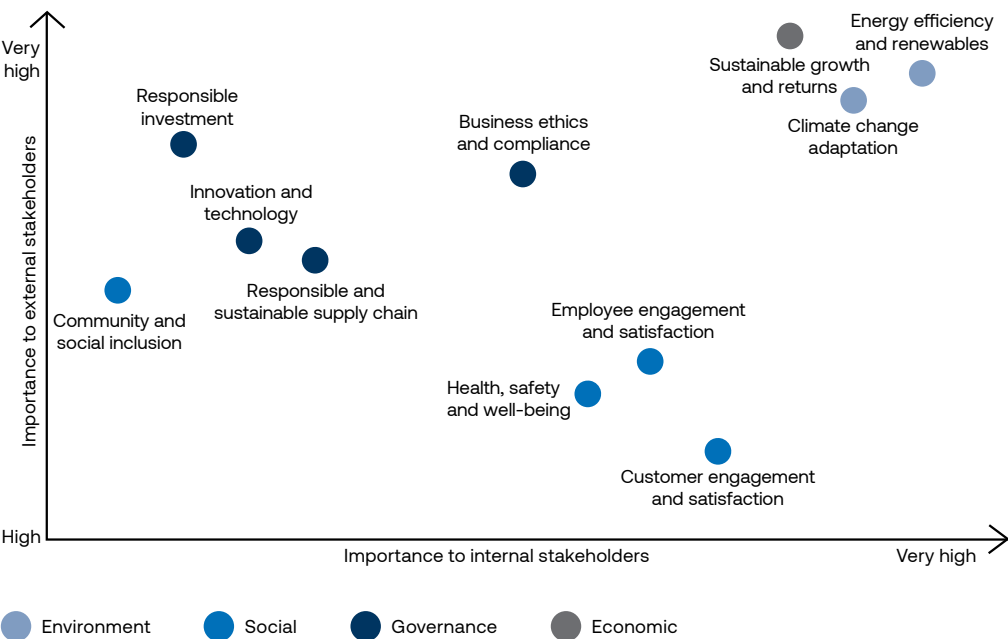 Very
high
Importance to external stakeholders
High
Responsible
investment
Innovation and
technology
Responsible and
sustainable supply chain
Community and
social inclusion
Business ethics
and compliance
Energy efficiency
and renewables
Sustainable growth
and returns
Climate change
adaptation
Employee engagement
and satisfaction
Health, safety
and well-being
Customer engagement
and satisfaction
Importance to internal stakeholders
Very high
Environment
Social
Governance
Economic